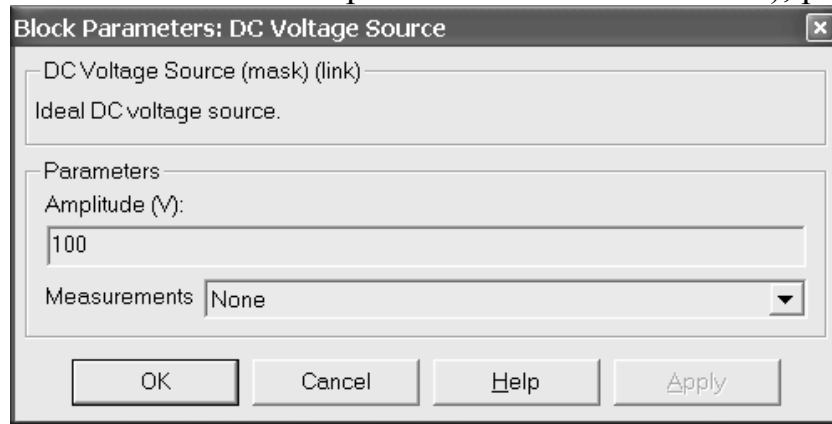 Block Parameters: DC Voltage Source
DC Voltage Source (mask) (link)
Ideal DC voltage source.
Parameters
Amplitude (V):
100
Measurements None
OK Cancel Help Apply